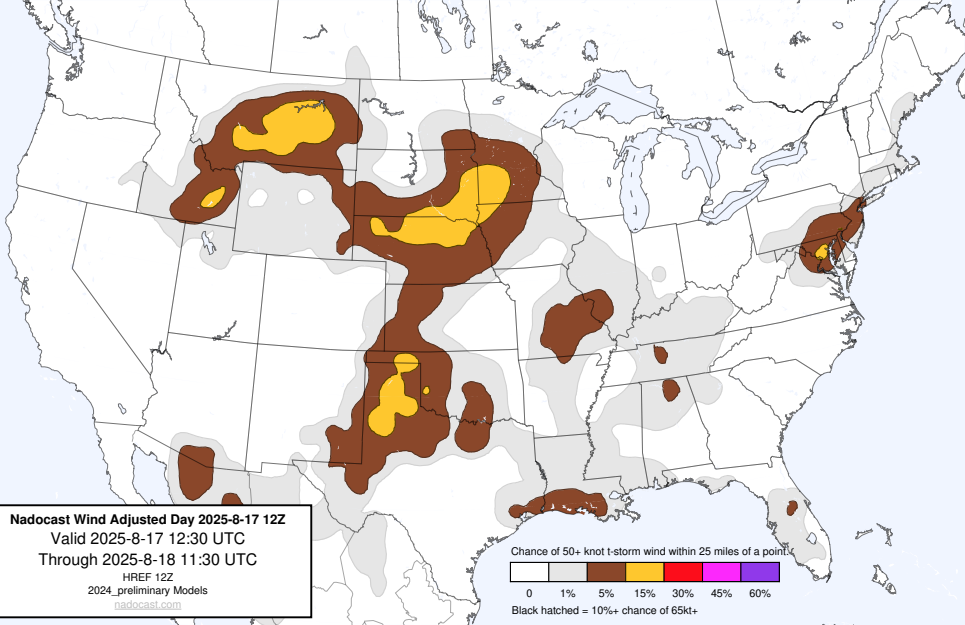 Nadocast Wind Adjusted Day 2025-8-17 12Z
Valid 2025-8-17 12:30 UTC
Through 2025-8-18 11:30 UTC
HREF 12Z
2024_preliminary Models
nadocast.com
Chance of 50+ knot t-storm wind within 25 miles of a point.
0 1% 5% 15% 30% 45% 60%
Black hatched = 10%+ chance of 65kt+